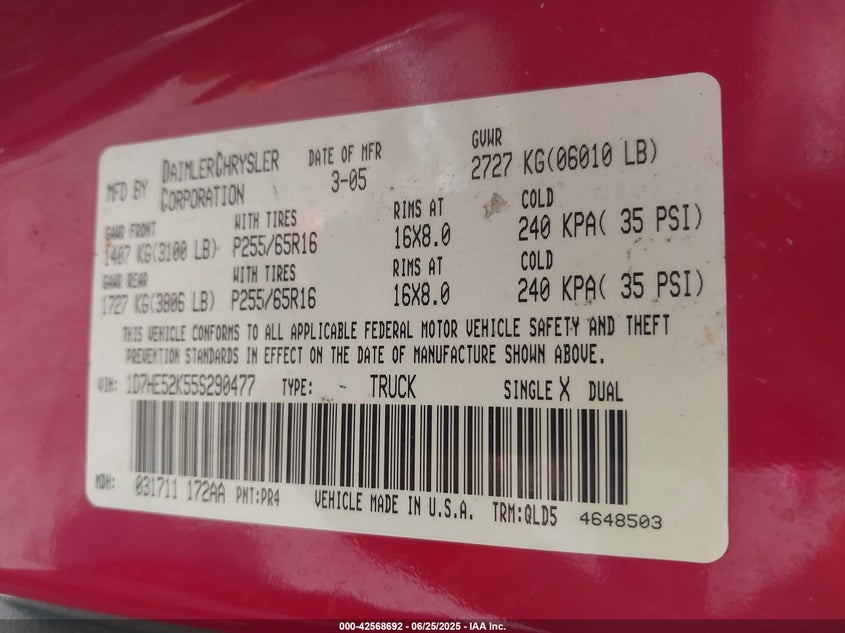 MFD BY DAIMLERCHRYSLER CORPORATION DATE OF MFR 3-05 GVWR 2727 KG(06010 LB)
GAWR FRONT WITH TIRES RIMS AT COLD
1407 KG(3100 LB) P255/65R16 16X8.0 240 KPA( 35 PSI)
GAWR REAR WITH TIRES RIMS AT COLD
1727 KG(3806 LB) P255/65R16 16X8.0 240 KPA( 35 PSI)
THIS VEHICLE CONFORMS TO ALL APPLICABLE FEDERAL MOTOR VEHICLE SAFETY AND THEFT
PREVENTION STANDARDS IN EFFECT ON THE DATE OF MANUFACTURE SHOWN ABOVE.
VIN: 1D7HE52K55S290477 TYPE: TRUCK SINGLE X DUAL
MDH: 031711 172AA PNT:PR4 VEHICLE MADE IN U.S.A. TRM:QLD5 4648503
000-42568692 - 06/25/2025 - IAA Inc.